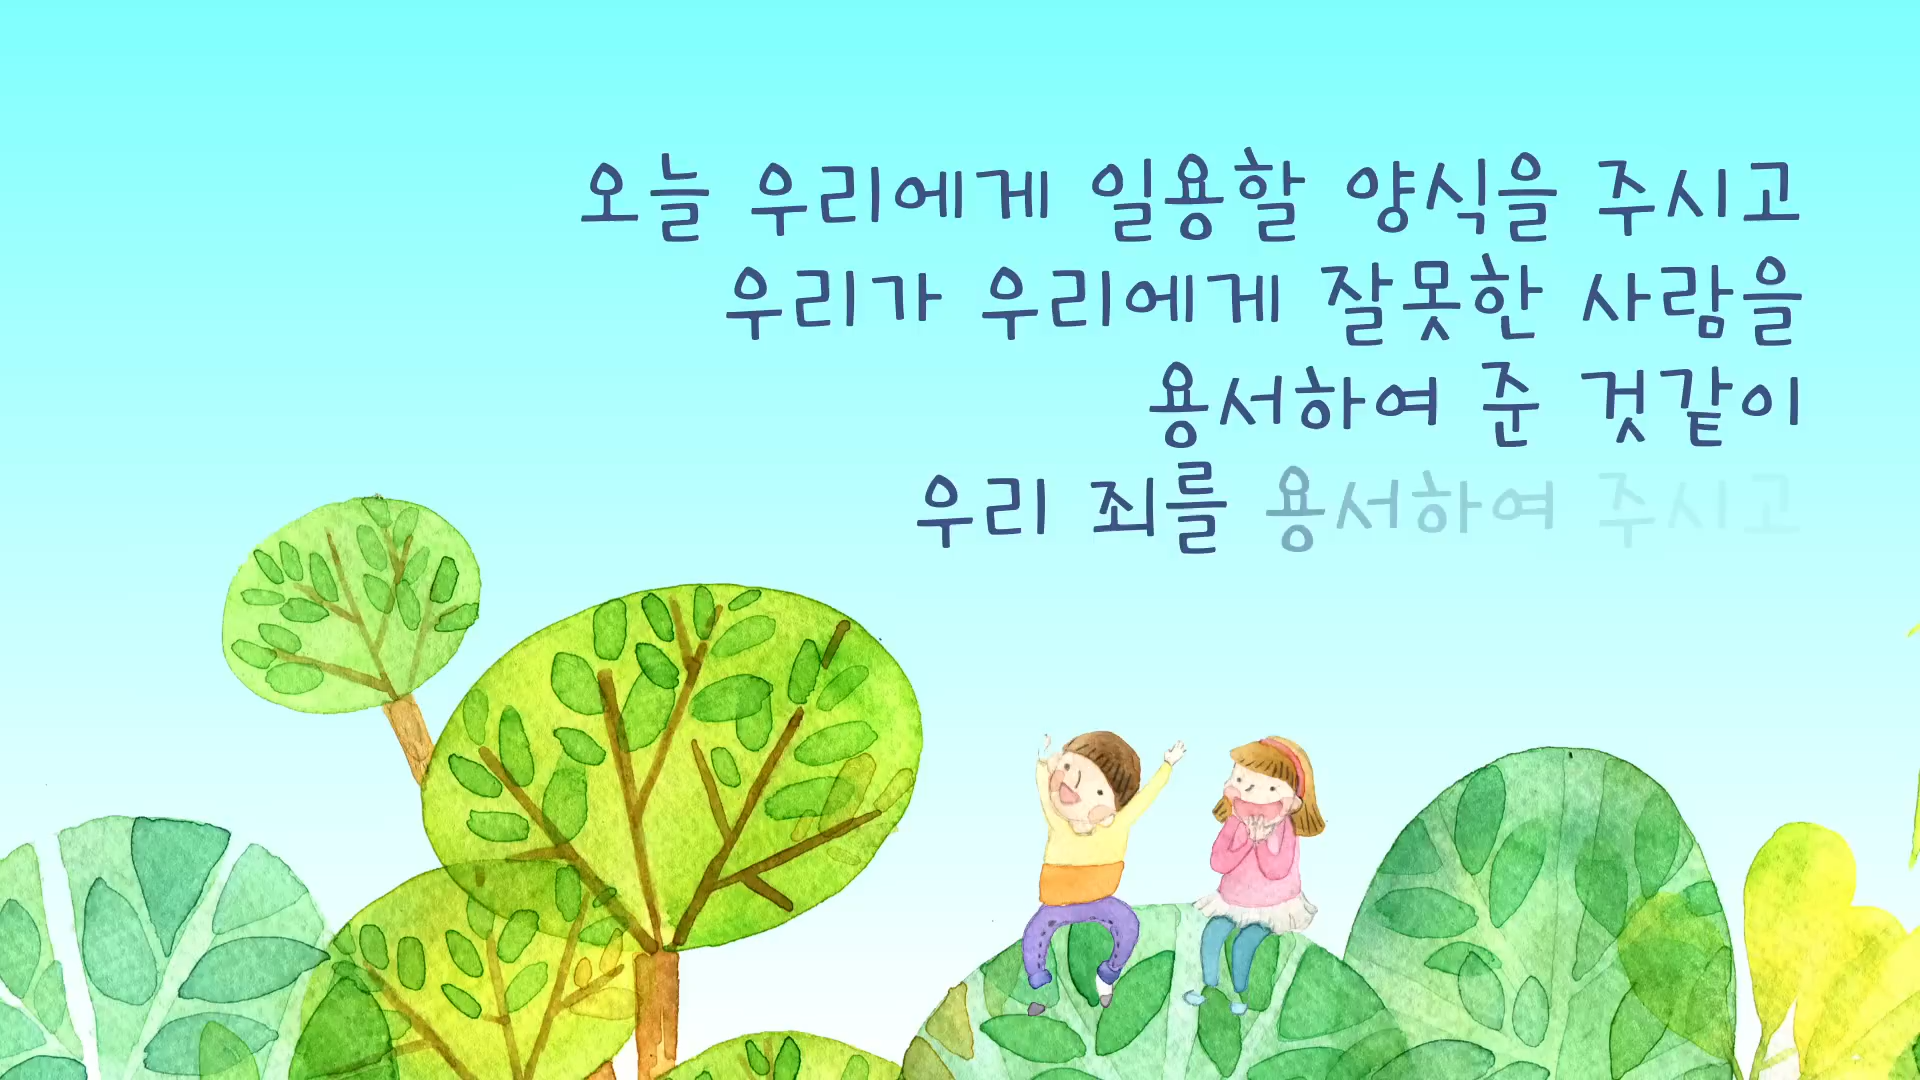 오늘 우리에게 일용할 양식을 주시고
우리가 우리에게 잘못한 사람을
용서하여 준 것같이
우리 죄를 용서하여 주시고